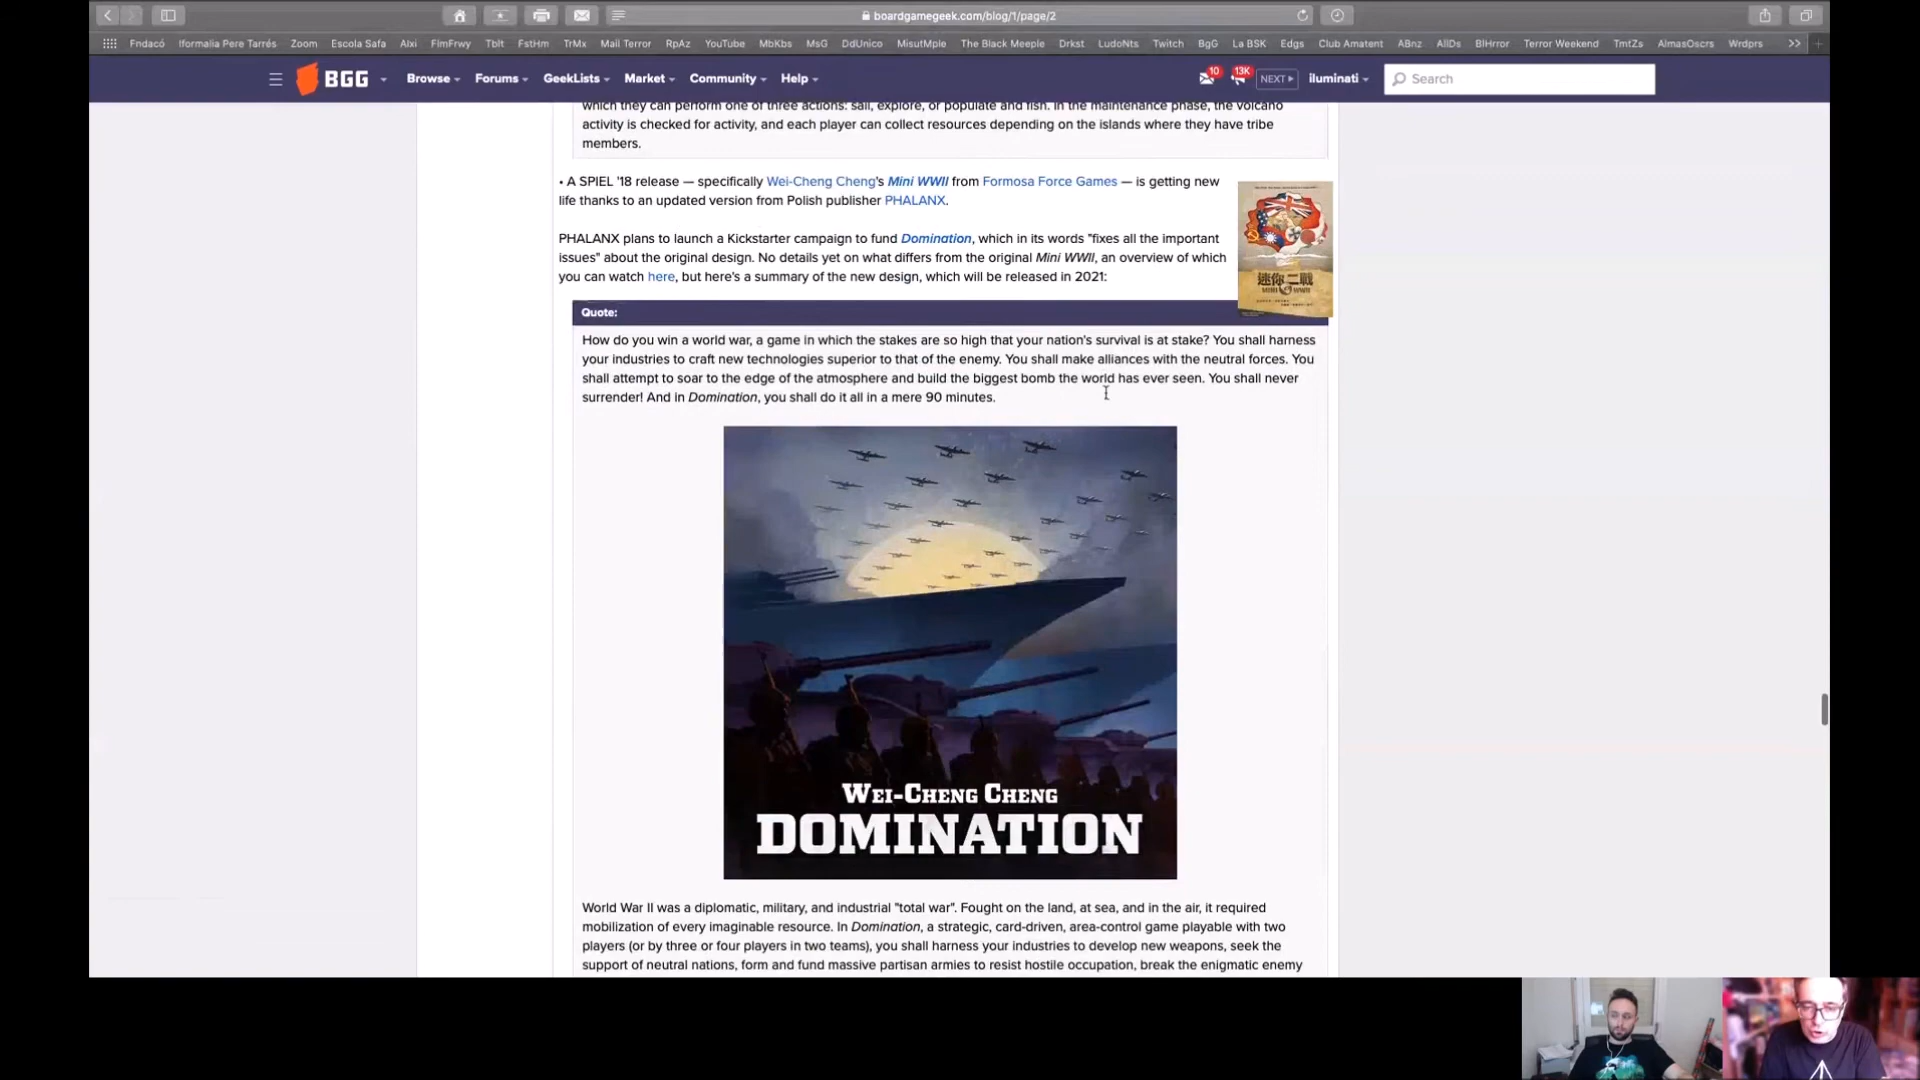 boardgamegeek.com/blog/1/page/2
Fndacó Iformalia Pere Tarrés Zoom Escola Safa Alxi FlmFrwy Tblt FstHm TrMx Mail Terror RpAz YouTube MbKbs MsG DdUnico MisutMple The Black Meeple Drkst LudoNts Twitch BgG La BSK Edgs Club Amatent ABnz AllDs BlHrror Terror Weekend TmtZs AlmasOscrs Wrdprs >>
BGG Browse Forums GeekLists Market Community Help 10 13K NEXT iluminati Search
which they can perform one of three actions: sail, explore, or populate and fish. In the maintenance phase, the volcano
activity is checked for activity, and each player can collect resources depending on the islands where they have tribe
members.
• A SPIEL '18 release — specifically Wei-Cheng Cheng's Mini WWII from Formosa Force Games — is getting new
life thanks to an updated version from Polish publisher PHALANX.
PHALANX plans to launch a Kickstarter campaign to fund Domination, which in its words "fixes all the important
issues" about the original design. No details yet on what differs from the original Mini WWII, an overview of which
you can watch here, but here's a summary of the new design, which will be released in 2021:
迷你二戰
MINI WWII
Quote:
How do you win a world war, a game in which the stakes are so high that your nation's survival is at stake? You shall harness
your industries to craft new technologies superior to that of the enemy. You shall make alliances with the neutral forces. You
shall attempt to soar to the edge of the atmosphere and build the biggest bomb the world has ever seen. You shall never
surrender! And in Domination, you shall do it all in a mere 90 minutes.
WEI-CHENG CHENG
DOMINATION
World War II was a diplomatic, military, and industrial "total war". Fought on the land, at sea, and in the air, it required
mobilization of every imaginable resource. In Domination, a strategic, card-driven, area-control game playable with two
players (or by three or four players in two teams), you shall harness your industries to develop new weapons, seek the
support of neutral nations, form and fund massive partisan armies to resist hostile occupation, break the enigmatic enemy